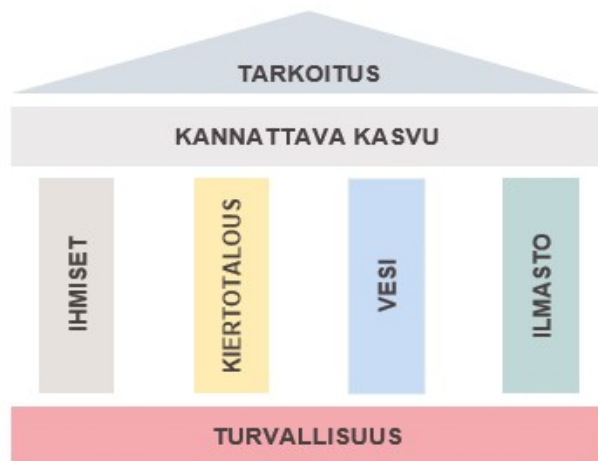 TARKOITUS
KANNATTAVA KASVU
IHMISET
KIERTOTALOUS
VESI
ILMASTO
TURVALLISUUS